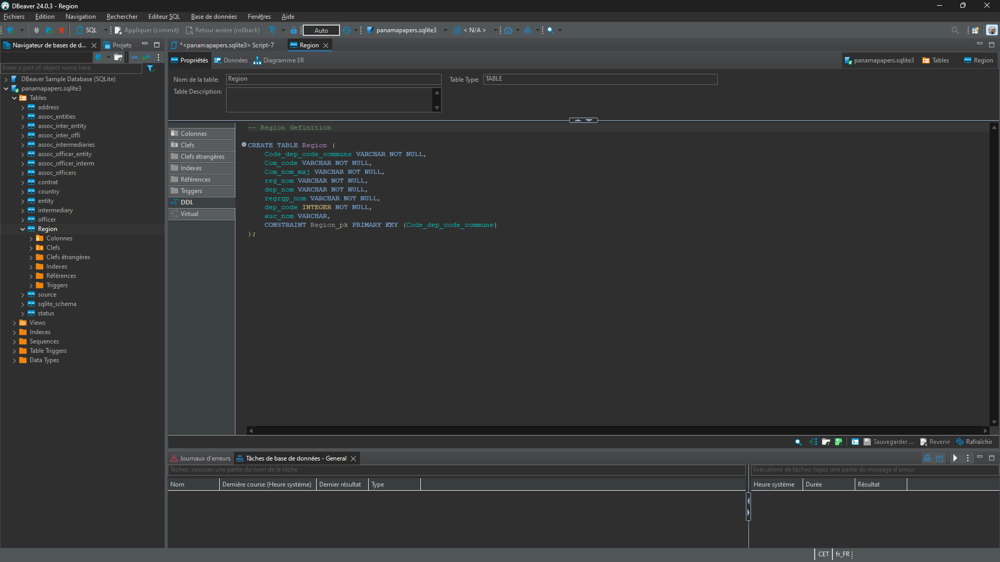 DBeaver 24.0.3 - Region
Fichiers Edition Navigation Rechercher Editeur SQL Base de données Fenêtres Aide
SQL Appliquer (commit) Retour arrière (rollback) Auto panamapapers.sqlite3 < N/A >
Navigateur de bases de d... Projets
*<panamapapers.sqlite3> Script-7 Region
Enter a part of object name here
Propriétés Données Diagramme ER
panamapapers.sqlite3 Tables Region
DBeaver Sample Database (SQLite)
panamapapers.sqlite3
Tables
address
assoc_entities
assoc_inter_entity
assoc_inter_offi
assoc_intermediaries
assoc_officer_entity
assoc_officer_interm
assoc_officers
contrat
country
entity
intermediary
officer
Region
Colonnes
Clefs
Clefs étrangères
Indexes
Références
Triggers
source
sqlite_schema
status
Views
Indexes
Sequences
Table Triggers
Data Types
Nom de la table: Region
Table Type: TABLE
Table Description:
Colonnes
Clefs
Clefs étrangères
Indexes
Références
Triggers
DDL
Virtual
-- Region definition
CREATE TABLE Region (
Code_dep_code_commune VARCHAR NOT NULL,
Com_code VARCHAR NOT NULL,
Com_nom_maj VARCHAR NOT NULL,
reg_nom VARCHAR NOT NULL,
dep_nom VARCHAR NOT NULL,
regrgp_nom VARCHAR NOT NULL,
dep_code INTEGER NOT NULL,
auc_nom VARCHAR,
CONSTRAINT Region_pk PRIMARY KEY (Code_dep_code_commune)
);
Sauvegarder ... Revenir Rafraîchir
Journaux d'erreurs Tâches de base de données - General
Tâches: saisissez une partie du nom de la tâche
Exécutions de tâches: tapez une partie du message d'erreur
Nom Derniére course (Heure système) Dernier résultat Type
Heure système Durée Résultat
CET fr_FR